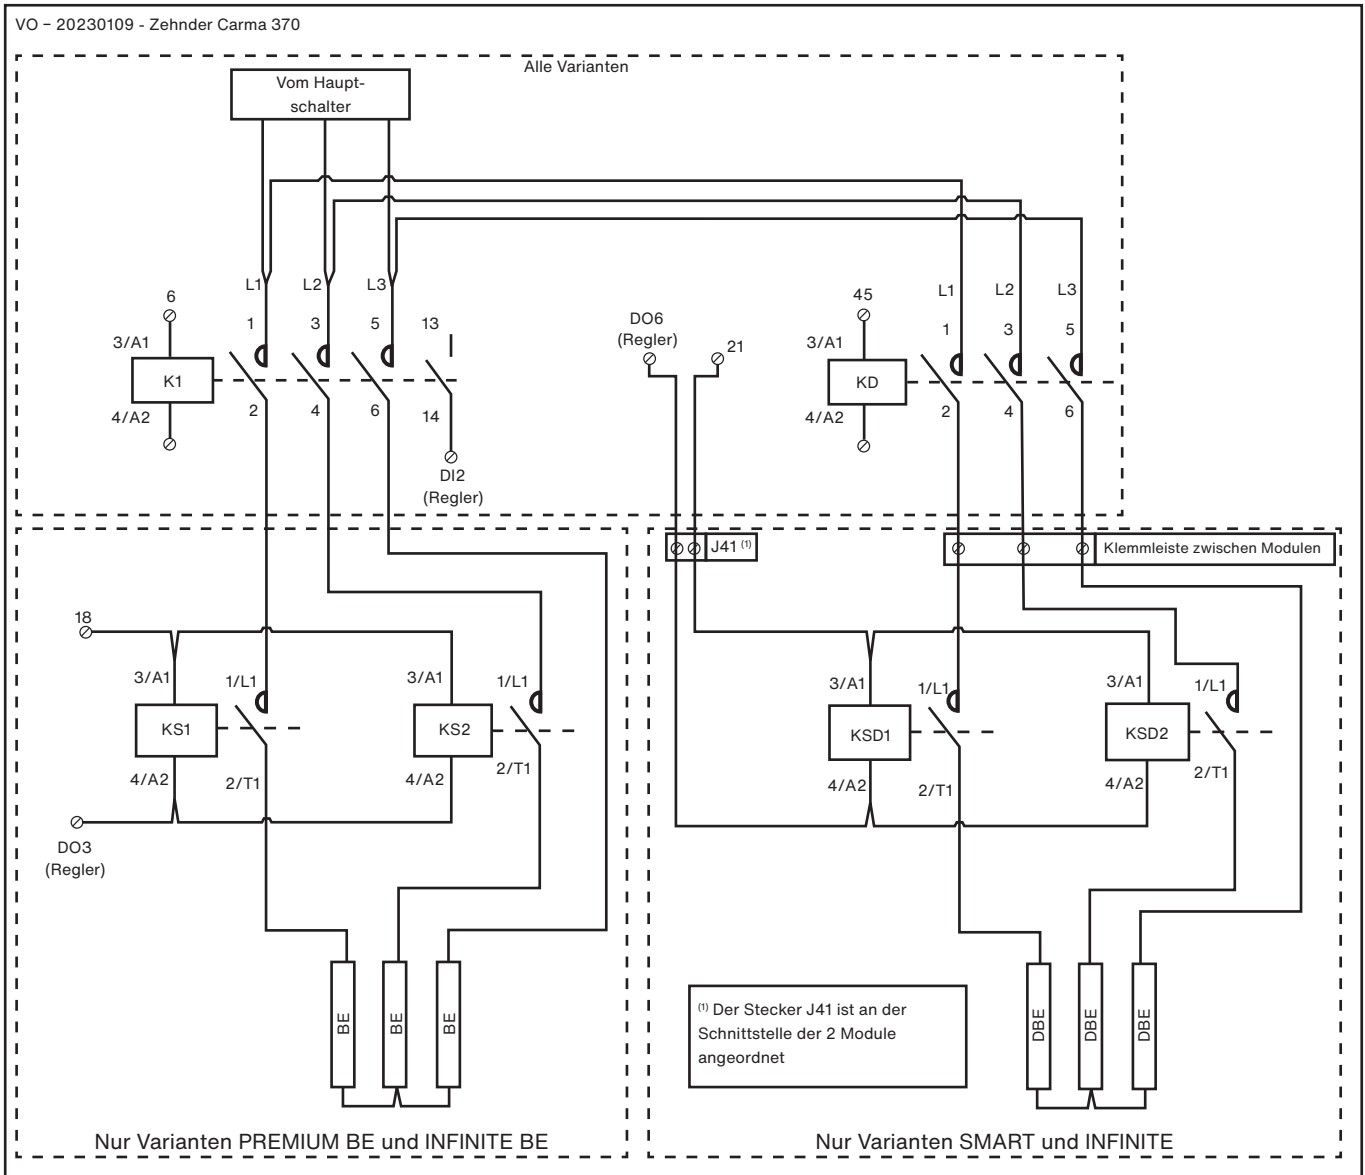 VO – 20230109 - Zehnder Carma 370
Alle Varianten
Vom Haupt-
schalter
L1 L2 L3
6
1 3 5 13
3/A1
K1
4/A2
2 4 6 14
DI2
(Regler)
DO6
(Regler)
21
45
L1 L2 L3
1 3 5
3/A1
KD
4/A2
2 4 6
J41 (1)
Klemmleiste zwischen Modulen
18
3/A1
1/L1
KS1
4/A2
2/T1
3/A1
1/L1
KS2
4/A2
2/T1
DO3
(Regler)
BE
BE
BE
Nur Varianten PREMIUM BE und INFINITE BE
3/A1
1/L1
KSD1
4/A2
2/T1
3/A1
1/L1
KSD2
4/A2
2/T1
(1) Der Stecker J41 ist an der
Schnittstelle der 2 Module
angeordnet
DBE
DBE
DBE
Nur Varianten SMART und INFINITE